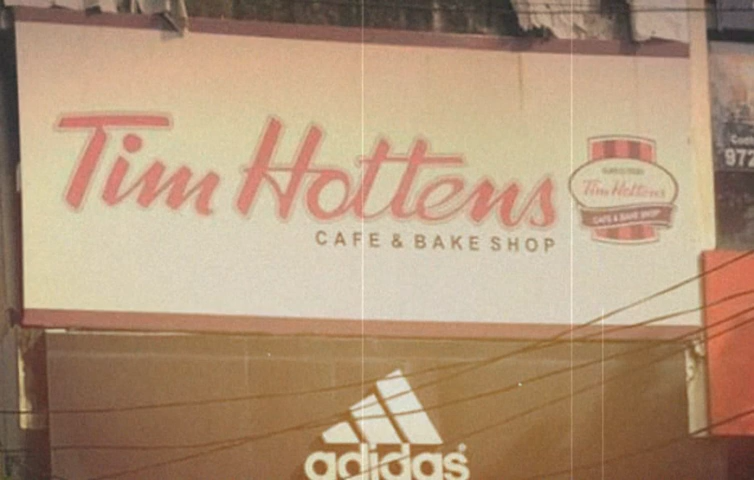 Tim Hottens
CAFE & BAKE SHOP
Tim Hottens
CAFE & BAKE SHOP
972
adidas